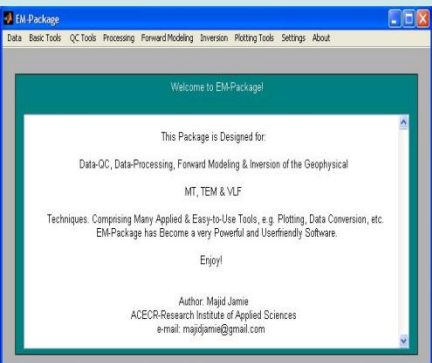 EM-Package
Data Basic Tools QC Tools Processing Forward Modeling Inversion Plotting Tools Settings About
Welcome to EM-Package!
This Package is Designed for:
Data-QC, Data-Processing, Forward Modeling & Inversion of the Geophysical
MT, TEM & VLF
Techniques. Comprising Many Applied & Easy-to-Use Tools, e.g. Plotting, Data Conversion, etc.
EM-Package has Become a very Powerful and Userfriendly Software.
Enjoy!
Author: Majid Jamie
ACECR-Research Institute of Applied Sciences
e-mail: majidjamie@gmail.com